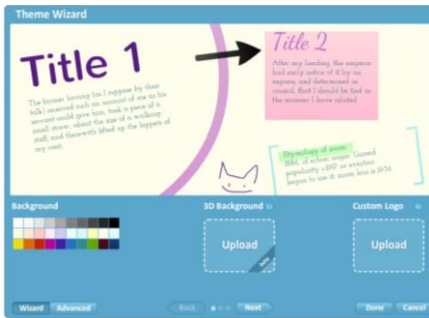 Theme Wizard
Title 1
The farmer having (as I suppose by their
talk) received such an account of me as his
servant could give him, took a piece of a
small straw, about the size of a walking-
staff, and therewith lifted up the lappets of
my coat;
Title 2
After my landing, the emperor
had early notice of it by an
express, and determined in
council, that I should be tied in
the manner I have related.
Etymology of zoom:
1886, of echoic origin. Gained
popularity c.1917 as aviators
began to use it. zoom lens is 1936.
Background
3D Background
Custom Logo
Upload
beta
Upload
Wizard
Advanced
Back
Next
Done
Cancel